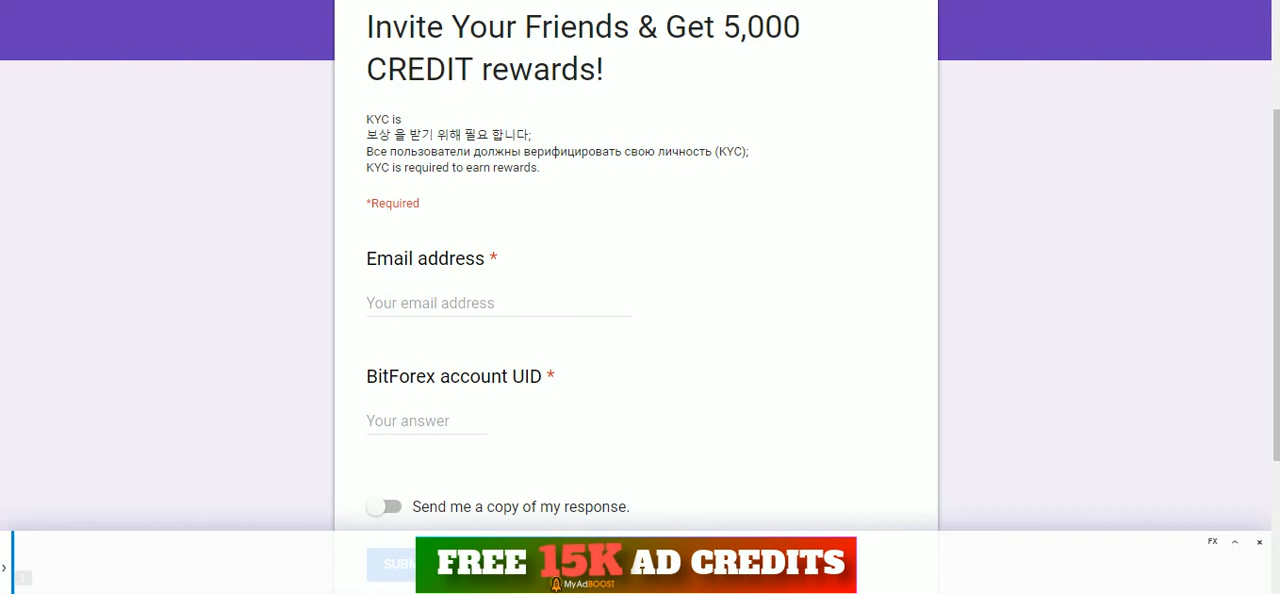 Invite Your Friends & Get 5,000
CREDIT rewards!
KYC is
보상 을 받기 위해 필요 합니다;
Все пользователи должны верифицировать свою личность (KYC);
KYC is required to earn rewards.
*Required
Email address *
Your email address
BitForex account UID *
Your answer
Send me a copy of my response.
FX
FREE 15K AD CREDITS
MyAdBOOST